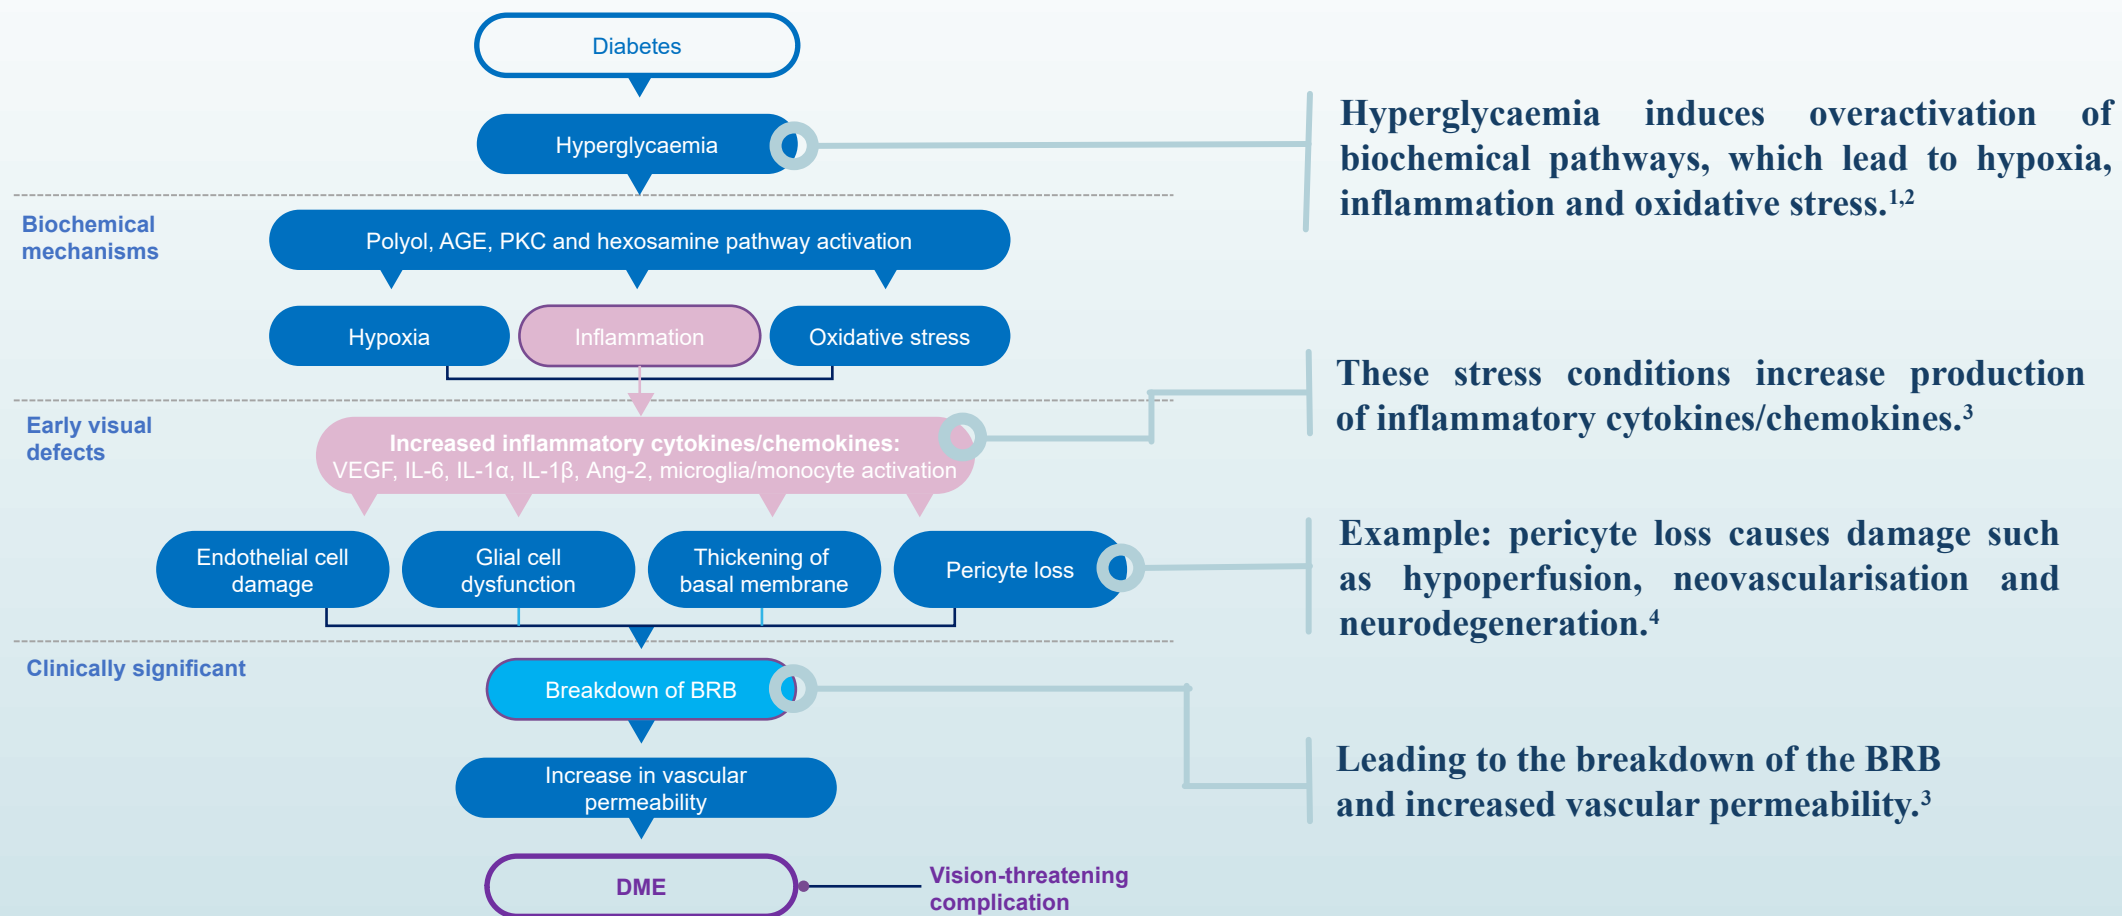 Diabetes
Hyperglycaemia
Hyperglycaemia induces overactivation of
biochemical pathways, which lead to hypoxia,
inflammation and oxidative stress.1,2
Biochemical
mechanisms
Polyol, AGE, PKC and hexosamine pathway activation
Hypoxia
Inflammation
Oxidative stress
Early visual
defects
Increased inflammatory cytokines/chemokines:
VEGF, IL-6, IL-1α, IL-1β, Ang-2, microglia/monocyte activation
These stress conditions increase production
of inflammatory cytokines/chemokines.3
Endothelial cell
damage
Glial cell
dysfunction
Thickening of
basal membrane
Pericyte loss
Example: pericyte loss causes damage such
as hypoperfusion, neovascularisation and
neurodegeneration.4
Clinically significant
Breakdown of BRB
Increase in vascular
permeability
Leading to the breakdown of the BRB
and increased vascular permeability.3
DME
Vision-threatening
complication